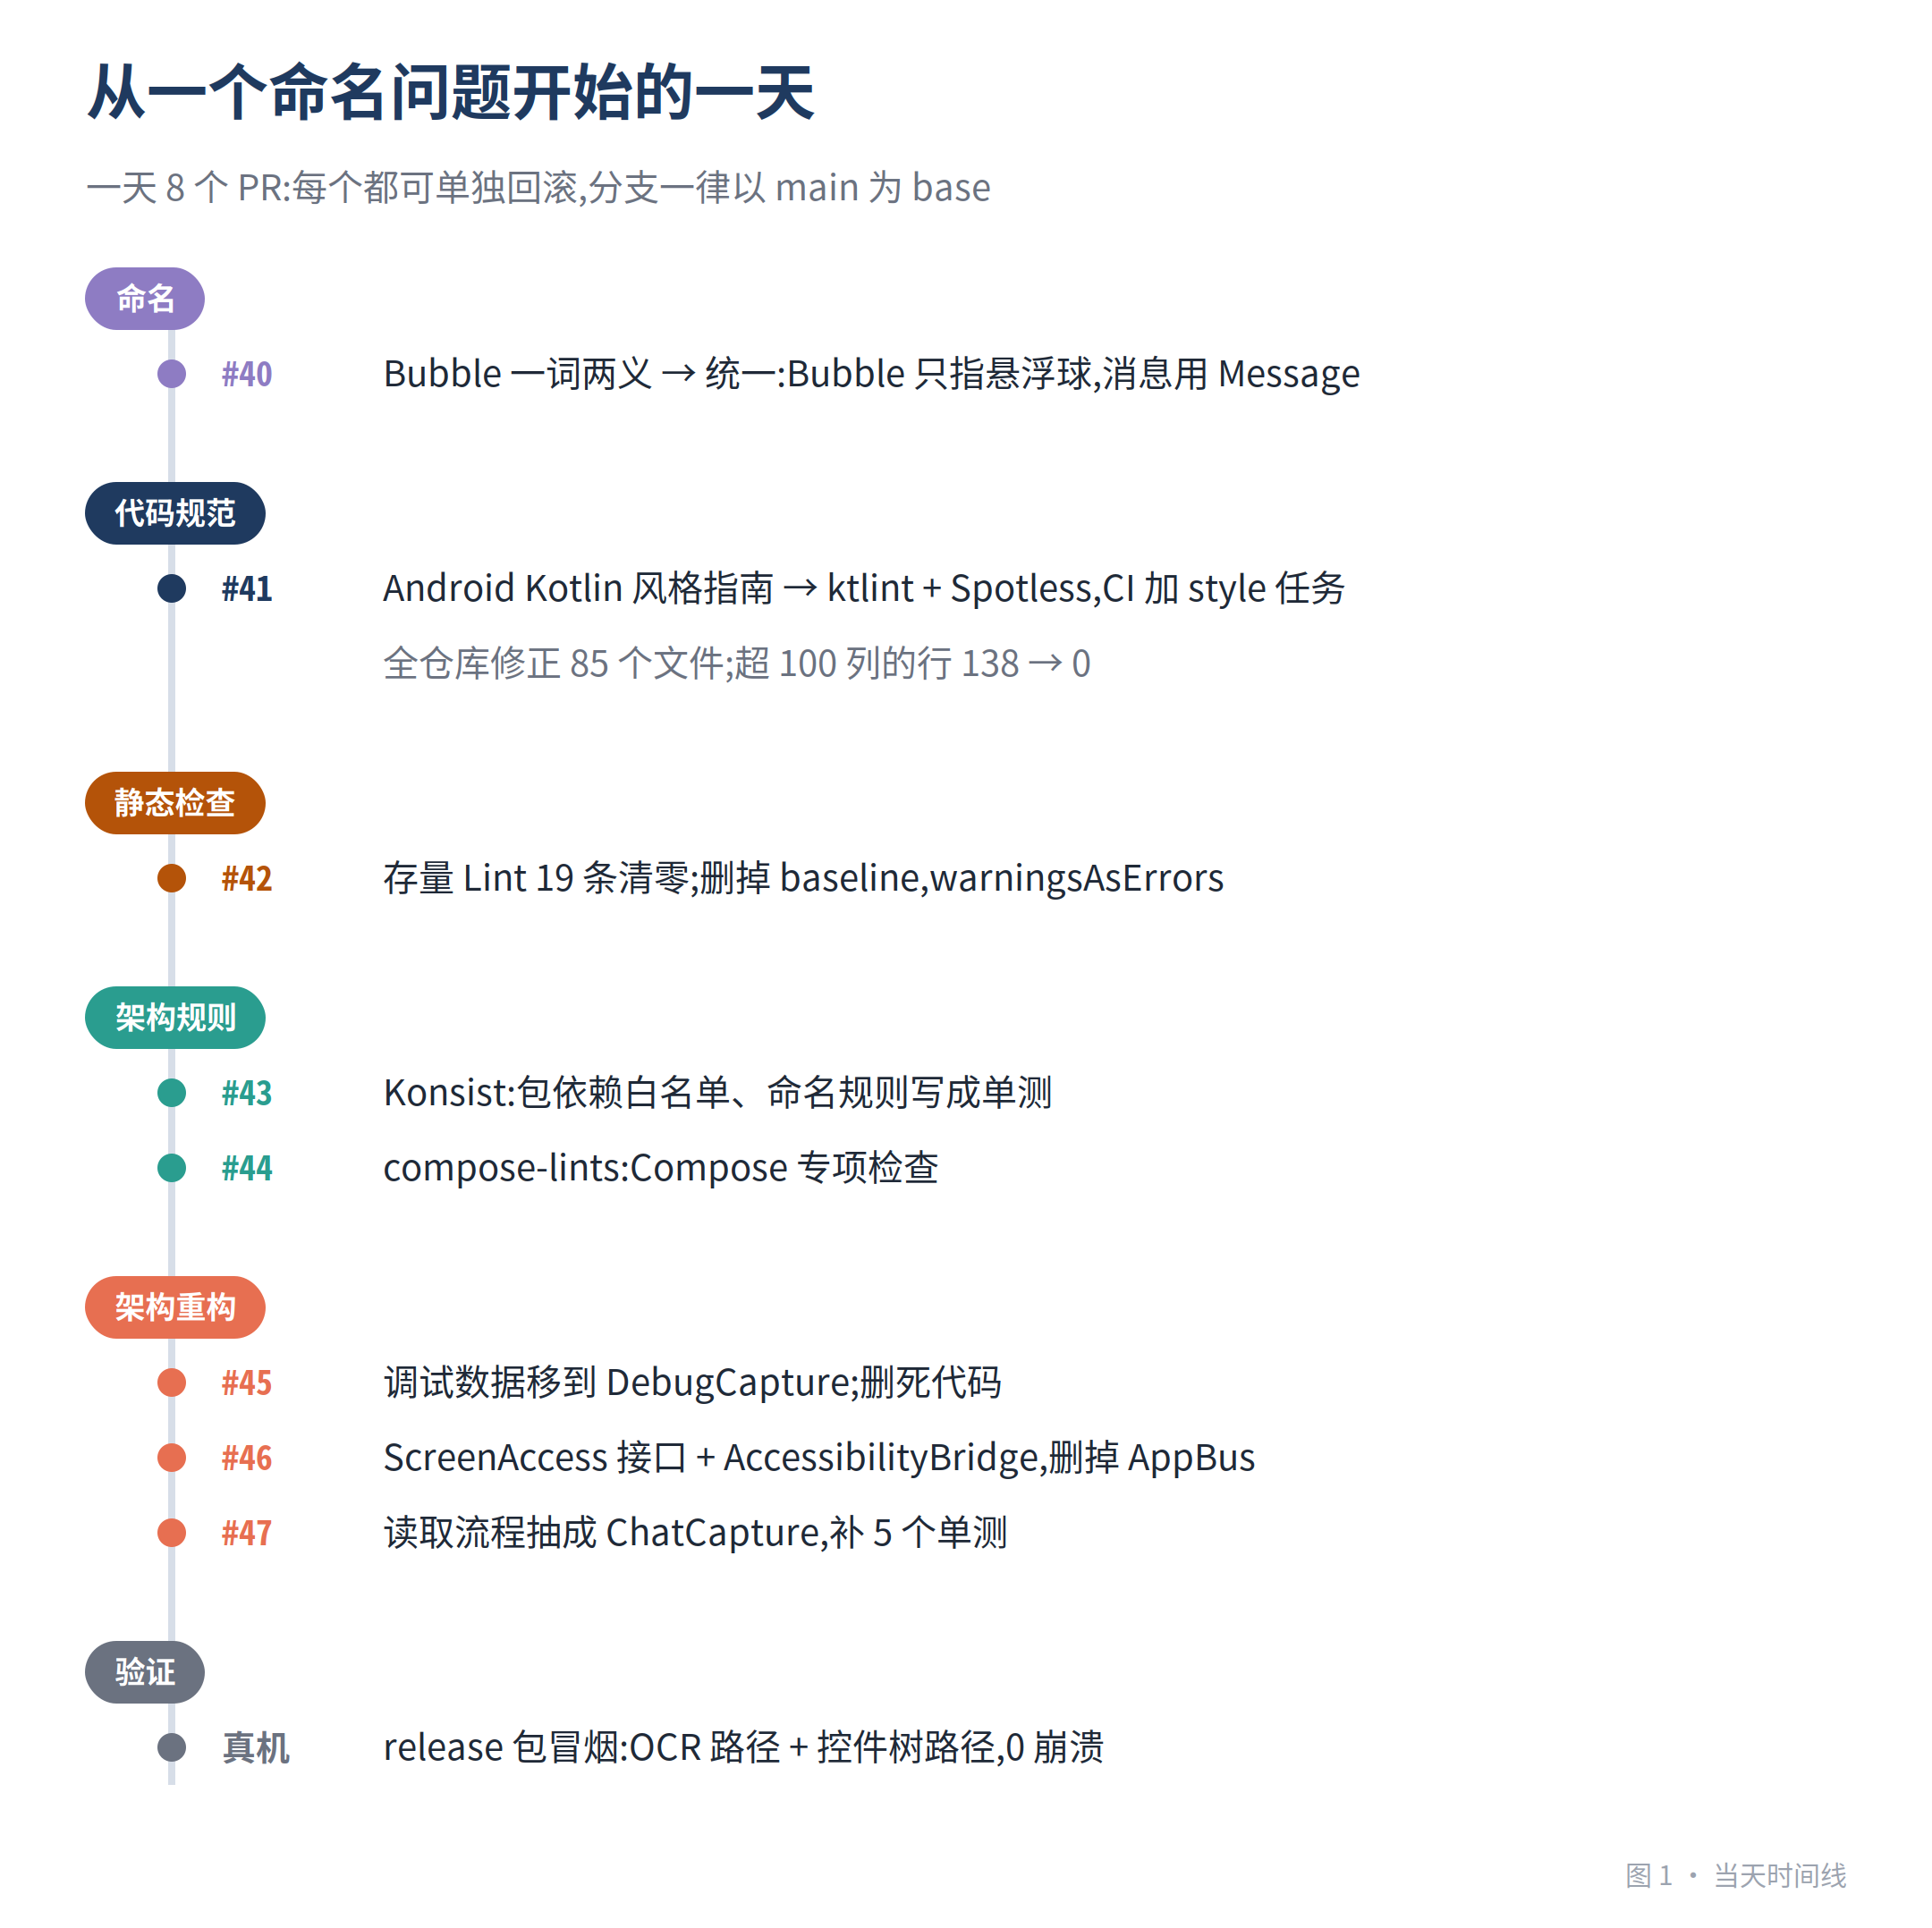 从一个命名问题开始的一天
一天 8 个 PR:每个都可单独回滚,分支一律以 main 为 base
命名
#40 Bubble 一词两义 → 统一:Bubble 只指悬浮球,消息用 Message
代码规范
#41 Android Kotlin 风格指南 → ktlint + Spotless,CI 加 style 任务
全仓库修正 85 个文件;超 100 列的行 138 → 0
静态检查
#42 存量 Lint 19 条清零;删掉 baseline,warningsAsErrors
架构规则
#43 Konsist:包依赖白名单、命名规则写成单测
#44 compose-lints:Compose 专项检查
架构重构
#45 调试数据移到 DebugCapture;删死代码
#46 ScreenAccess 接口 + AccessibilityBridge,删掉 AppBus
#47 读取流程抽成 ChatCapture,补 5 个单测
验证
真机 release 包冒烟:OCR 路径 + 控件树路径,0 崩溃
图 1 · 当天时间线